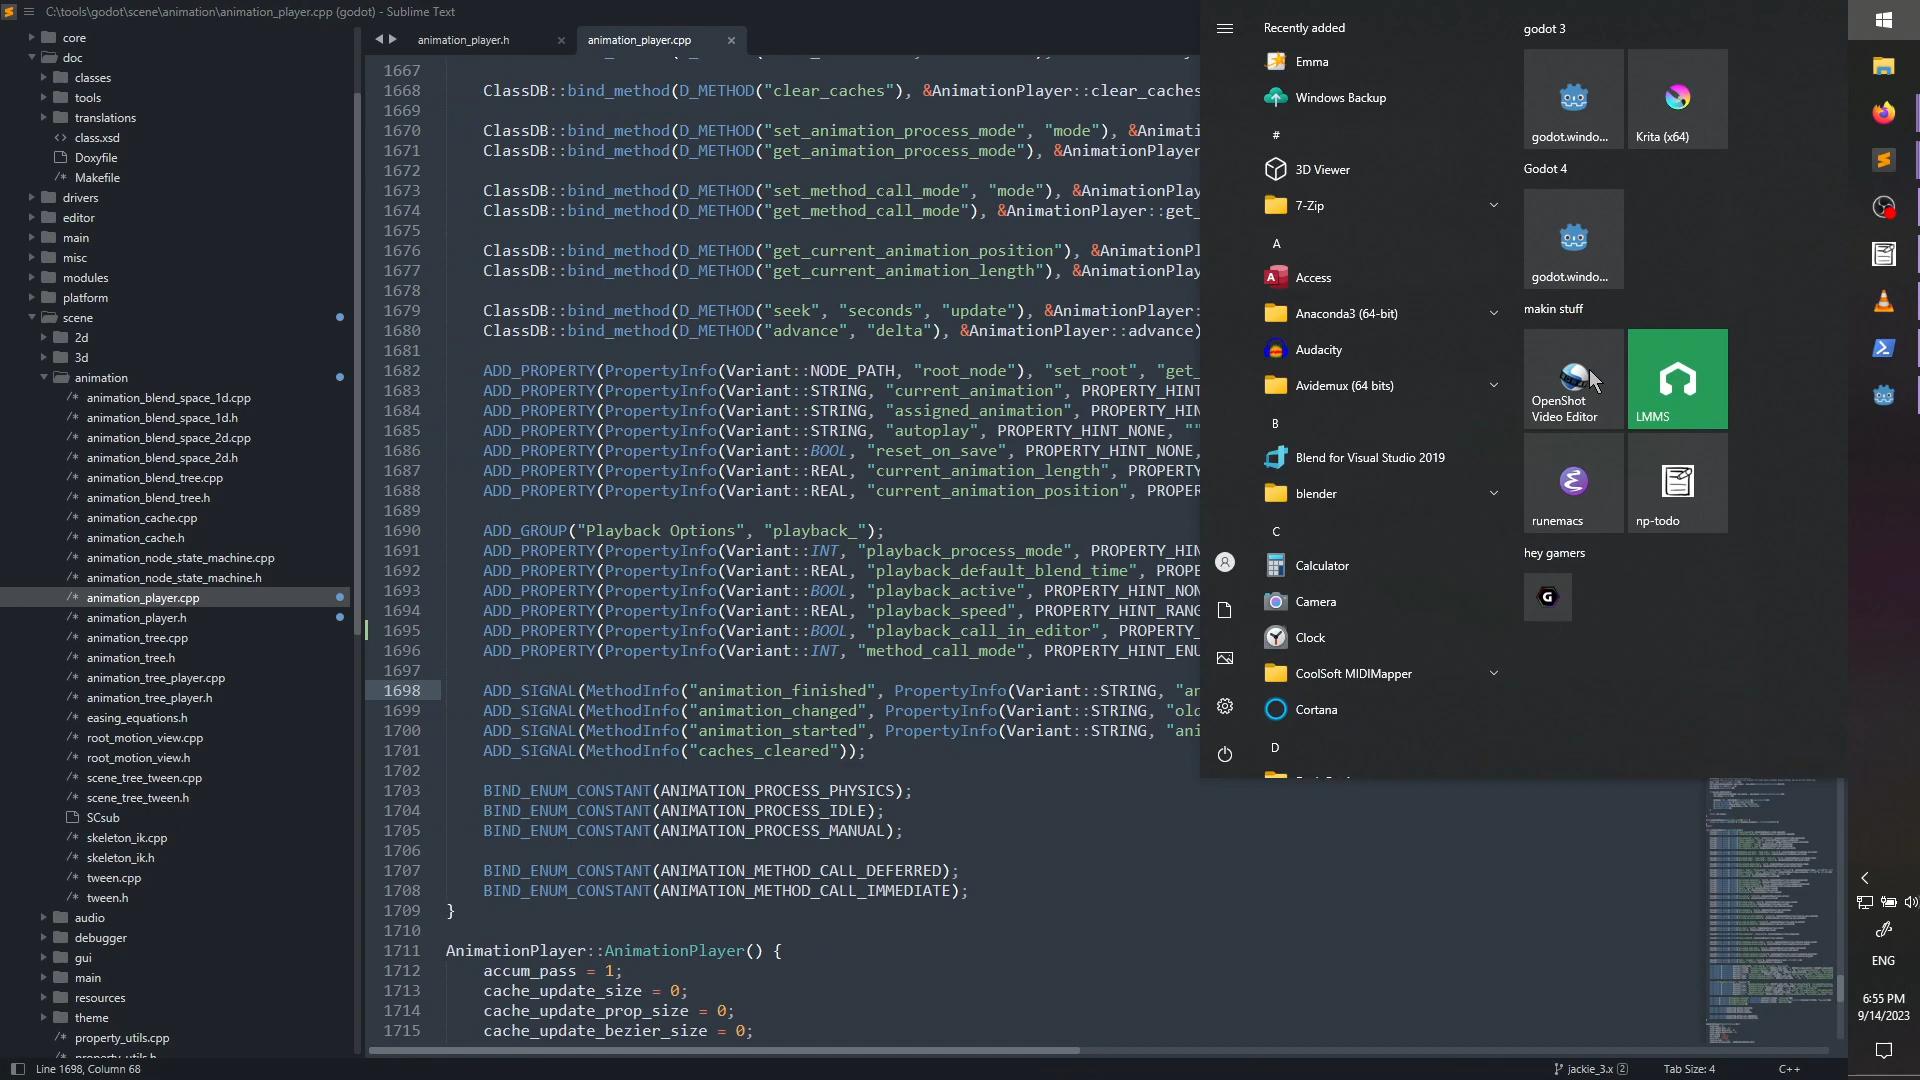 C:\tools\godot\scene\animation\animation_player.cpp (godot) - Sublime Text
core
doc
classes
tools
translations
<> class.xsd
Doxyfile
/* Makefile
drivers
editor
main
misc
modules
platform
scene
2d
3d
animation
/* animation_blend_space_1d.cpp
/* animation_blend_space_1d.h
/* animation_blend_space_2d.cpp
/* animation_blend_space_2d.h
/* animation_blend_tree.cpp
/* animation_blend_tree.h
/* animation_cache.cpp
/* animation_cache.h
/* animation_node_state_machine.cpp
/* animation_node_state_machine.h
/* animation_player.cpp
/* animation_player.h
/* animation_tree.cpp
/* animation_tree.h
/* animation_tree_player.cpp
/* animation_tree_player.h
/* easing_equations.h
/* root_motion_view.cpp
/* root_motion_view.h
/* scene_tree_tween.cpp
/* scene_tree_tween.h
SCsub
/* skeleton_ik.cpp
/* skeleton_ik.h
/* tween.cpp
/* tween.h
audio
debugger
gui
main
resources
theme
/* property_utils.cpp
/* property_utils.h
animation_player.h
animation_player.cpp
1667
1668 ClassDB::bind_method(D_METHOD("clear_caches"), &AnimationPlayer::clear_caches
1669
1670 ClassDB::bind_method(D_METHOD("set_animation_process_mode", "mode"), &Animati
1671 ClassDB::bind_method(D_METHOD("get_animation_process_mode"), &AnimationPlayer
1672
1673 ClassDB::bind_method(D_METHOD("set_method_call_mode", "mode"), &AnimationPlay
1674 ClassDB::bind_method(D_METHOD("get_method_call_mode"), &AnimationPlayer::get_
1675
1676 ClassDB::bind_method(D_METHOD("get_current_animation_position"), &AnimationPl
1677 ClassDB::bind_method(D_METHOD("get_current_animation_length"), &AnimationPlay
1678
1679 ClassDB::bind_method(D_METHOD("seek", "seconds", "update"), &AnimationPlayer:
1680 ClassDB::bind_method(D_METHOD("advance", "delta"), &AnimationPlayer::advance)
1681
1682 ADD_PROPERTY(PropertyInfo(Variant::NODE_PATH, "root_node"), "set_root", "get_
1683 ADD_PROPERTY(PropertyInfo(Variant::STRING, "current_animation", PROPERTY_HINT
1684 ADD_PROPERTY(PropertyInfo(Variant::STRING, "assigned_animation", PROPERTY_HIN
1685 ADD_PROPERTY(PropertyInfo(Variant::STRING, "autoplay", PROPERTY_HINT_NONE, ""
1686 ADD_PROPERTY(PropertyInfo(Variant::BOOL, "reset_on_save", PROPERTY_HINT_NONE,
1687 ADD_PROPERTY(PropertyInfo(Variant::REAL, "current_animation_length", PROPERTY
1688 ADD_PROPERTY(PropertyInfo(Variant::REAL, "current_animation_position", PROPER
1689
1690 ADD_GROUP("Playback Options", "playback_");
1691 ADD_PROPERTY(PropertyInfo(Variant::INT, "playback_process_mode", PROPERTY_HIN
1692 ADD_PROPERTY(PropertyInfo(Variant::REAL, "playback_default_blend_time", PROPE
1693 ADD_PROPERTY(PropertyInfo(Variant::BOOL, "playback_active", PROPERTY_HINT_NON
1694 ADD_PROPERTY(PropertyInfo(Variant::REAL, "playback_speed", PROPERTY_HINT_RANG
1695 ADD_PROPERTY(PropertyInfo(Variant::BOOL, "playback_call_in_editor", PROPERTY_
1696 ADD_PROPERTY(PropertyInfo(Variant::INT, "method_call_mode", PROPERTY_HINT_ENU
1697
1698 ADD_SIGNAL(MethodInfo("animation_finished", PropertyInfo(Variant::STRING, "an
1699 ADD_SIGNAL(MethodInfo("animation_changed", PropertyInfo(Variant::STRING, "old
1700 ADD_SIGNAL(MethodInfo("animation_started", PropertyInfo(Variant::STRING, "ani
1701 ADD_SIGNAL(MethodInfo("caches_cleared"));
1702
1703 BIND_ENUM_CONSTANT(ANIMATION_PROCESS_PHYSICS);
1704 BIND_ENUM_CONSTANT(ANIMATION_PROCESS_IDLE);
1705 BIND_ENUM_CONSTANT(ANIMATION_PROCESS_MANUAL);
1706
1707 BIND_ENUM_CONSTANT(ANIMATION_METHOD_CALL_DEFERRED);
1708 BIND_ENUM_CONSTANT(ANIMATION_METHOD_CALL_IMMEDIATE);
1709 }
1710
1711 AnimationPlayer::AnimationPlayer() {
1712 accum_pass = 1;
1713 cache_update_size = 0;
1714 cache_update_prop_size = 0;
1715 cache_update_bezier_size = 0;
Recently added
Emma
Windows Backup
#
3D Viewer
7-Zip
A
Access
Anaconda3 (64-bit)
Audacity
Avidemux (64 bits)
B
Blend for Visual Studio 2019
blender
C
Calculator
Camera
Clock
CoolSoft MIDIMapper
Cortana
D
godot 3
godot.windo...
Krita (x64)
Godot 4
godot.windo...
makin stuff
OpenShot
Video Editor
LMMS
runemacs
np-todo
hey gamers
G
ENG
6:55 PM
9/14/2023
Line 1698, Column 68
jackie_3.x 2
Tab Size: 4
C++